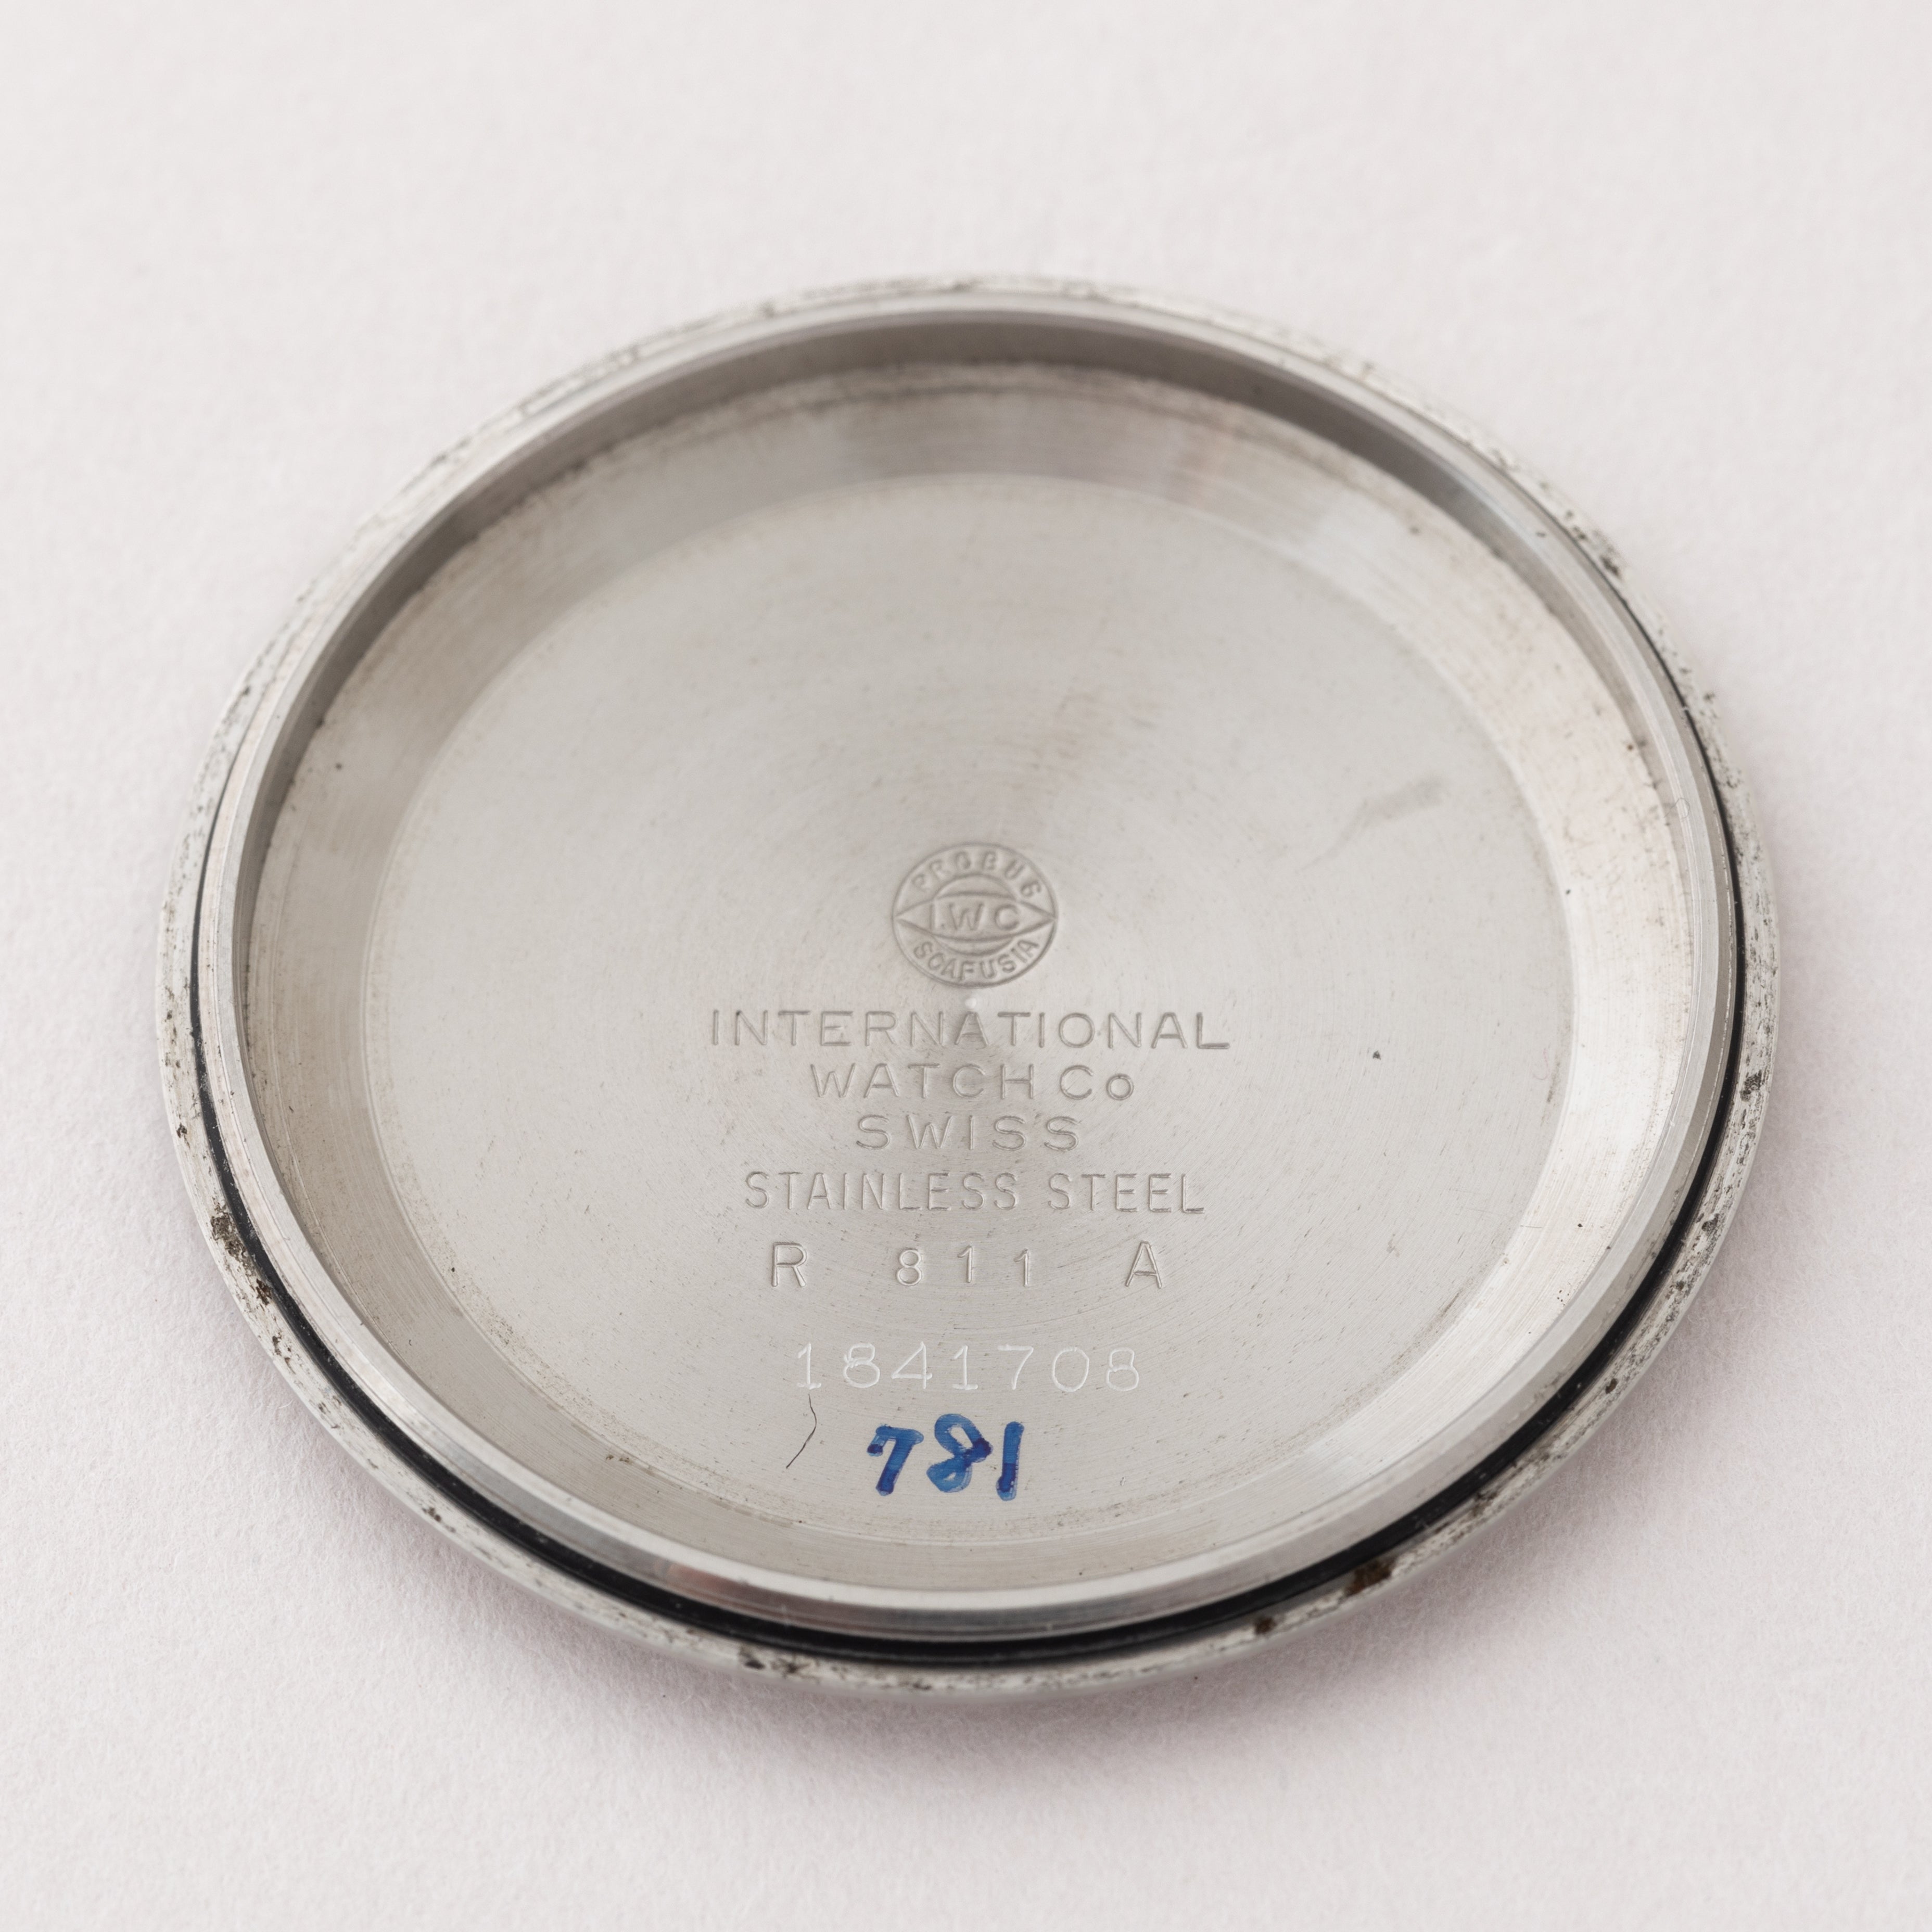 PROBUS
I.W.C
SCAFUSIA
INTERNATIONAL
WATCH Co
SWISS
STAINLESS STEEL
R 811 A
1841708
781